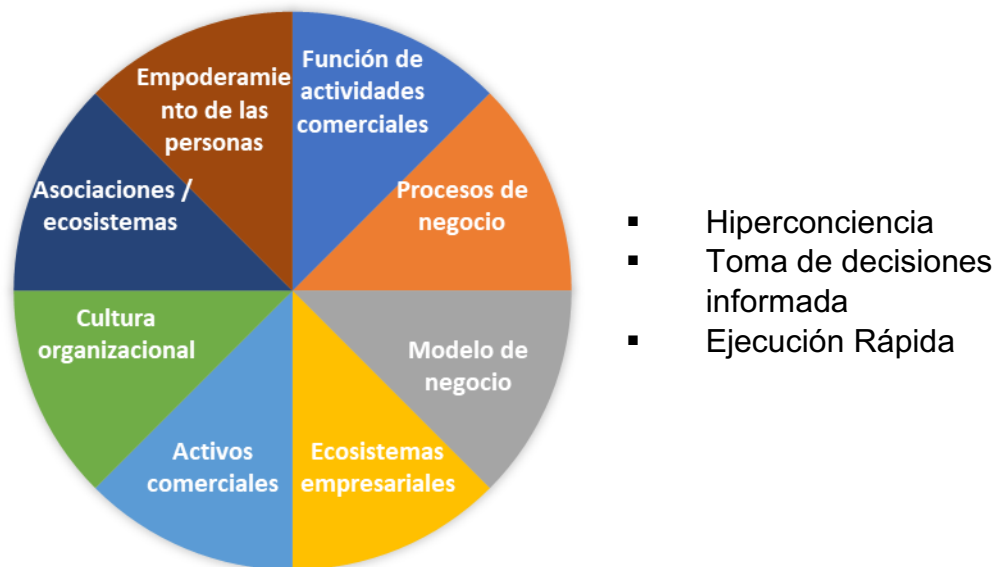 Función de
actividades
comerciales
Procesos de
negocio
Modelo de
negocio
Ecosistemas
empresariales
Activos
comerciales
Cultura
organizacional
Asociaciones /
ecosistemas
Empoderamie
nto de las
personas
▪ Hiperconciencia
▪ Toma de decisiones
informada
▪ Ejecución Rápida